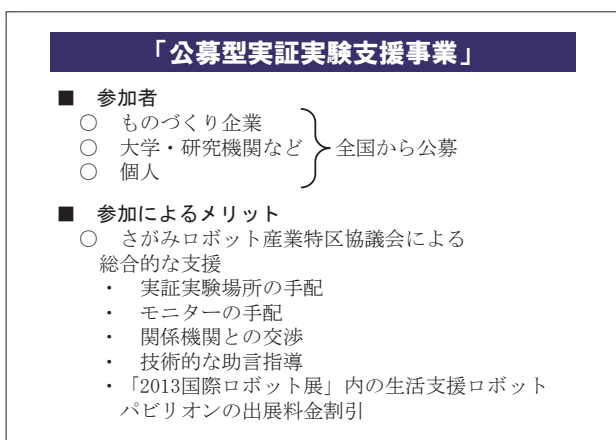 「公募型実証実験支援事業」
■ 参加者
○ ものづくり企業
○ 大学・研究機関など
全国から公募
○ 個人
■ 参加によるメリット
○ さがみロボット産業特区協議会による
総合的な支援
・ 実証実験場所の手配
・ モニターの手配
・ 関係機関との交渉
・ 技術的な助言指導
・「2013国際ロボット展」内の生活支援ロボット
パビリオンの出展料金割引